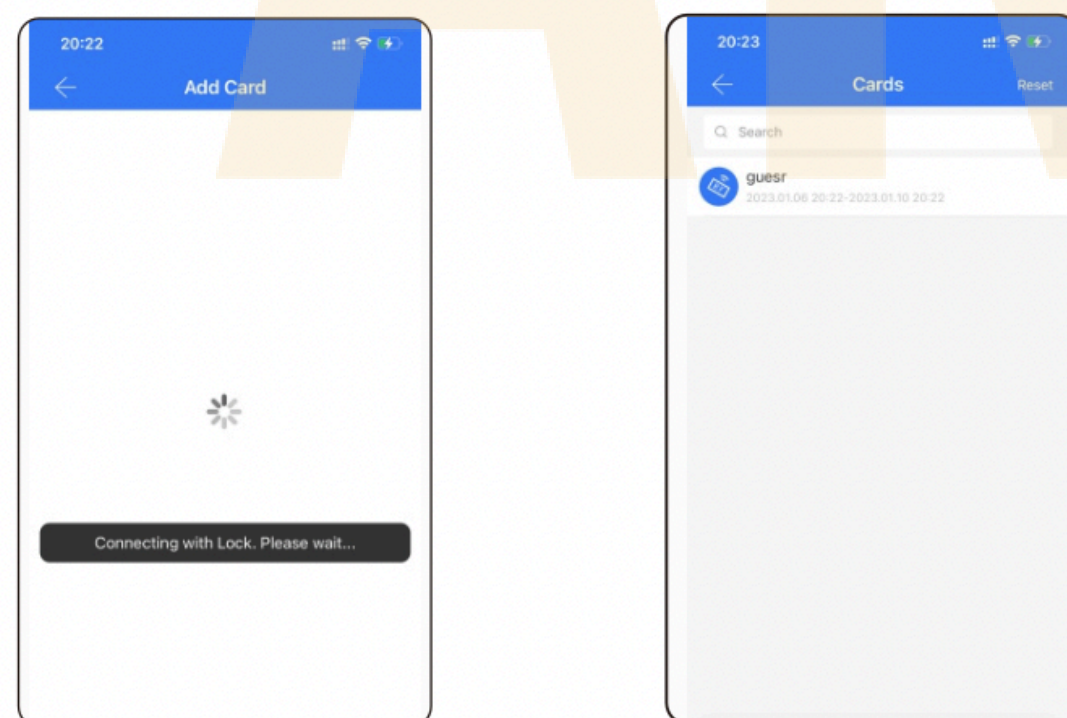 20:22
Add Card
Connecting with Lock. Please wait...
20:23
Cards
Reset
Search
guesr
2023.01.06 20:22-2023.01.10 20:22